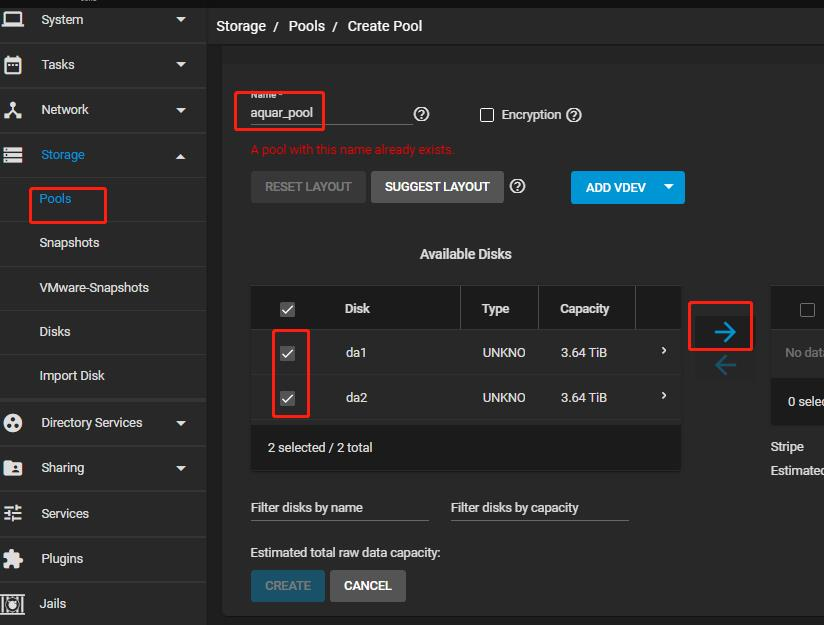 System
Tasks
Network
Storage
Pools
Snapshots
VMware-Snapshots
Disks
Import Disk
Directory Services
Sharing
Services
Plugins
Jails
Storage / Pools / Create Pool
Name *
aquar_pool
Encryption
A pool with this name already exists.
RESET LAYOUT SUGGEST LAYOUT ADD VDEV
Available Disks
Disk Type Capacity
da1 UNKNO 3.64 TiB
da2 UNKNO 3.64 TiB
2 selected / 2 total
Filter disks by name Filter disks by capacity
Estimated total raw data capacity:
CREATE CANCEL
No data
0 selec
Stripe
Estimated